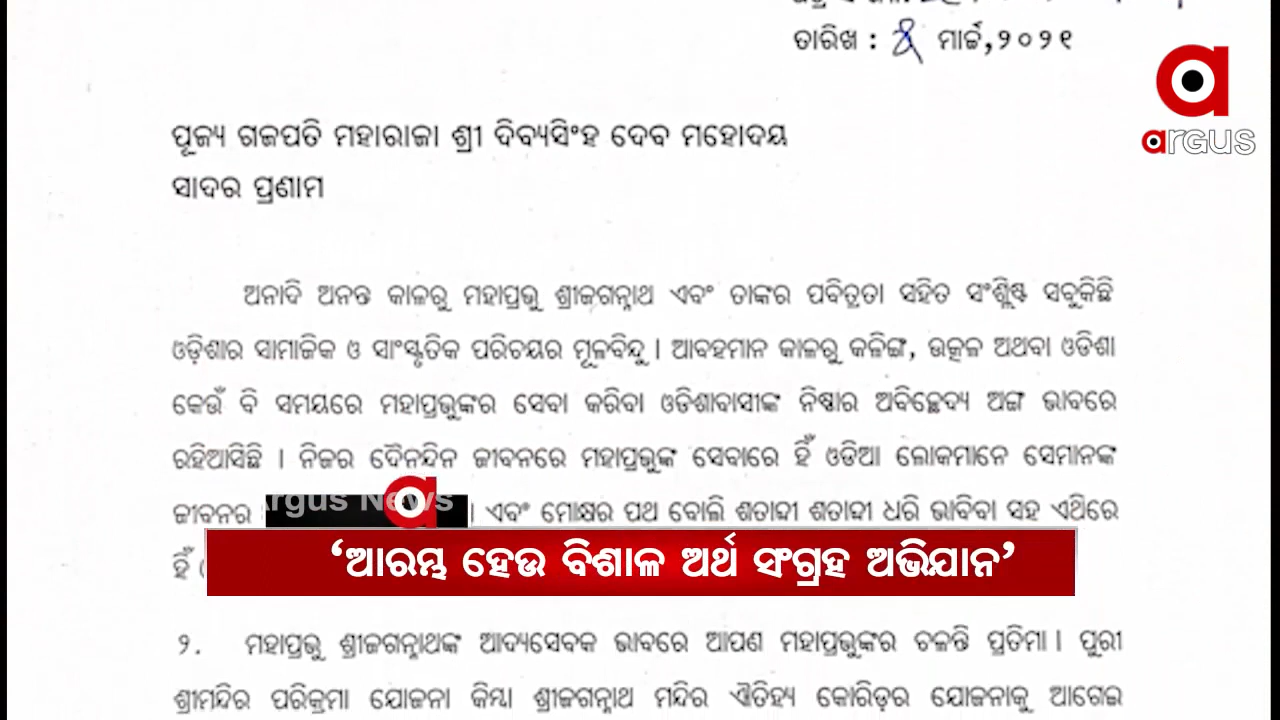 ତାରିଖ : ୪ ମାର୍ଚ୍ଚ,୨୦୨୧
argus
ପୂଜ୍ୟ ଗଜପତି ମହାରାଜା ଶ୍ରୀ ଦିବ୍ୟସିଂହ ଦେବ ମହୋଦୟ
ସାଦର ପ୍ରଣାମ
ଅନାଦି ଅନନ୍ତ କାଳରୁ ମହାପ୍ରଭୁ ଶ୍ରୀଜଗନ୍ନାଥ ଏବଂ ତାଙ୍କର ପବିତ୍ରତା ସହିତ ସଂଶ୍ଲିଷ୍ଟ ସବୁକିଛି
ଓଡ଼ିଶାର ସାମାଜିକ ଓ ସାଂସ୍କୃତିକ ପରିଚୟର ମୂଳବିନ୍ଦୁ । ଆବହମାନ କାଳରୁ କଳିଙ୍ଗ, ଉତ୍କଳ ଅଥବା ଓଡିଶା
କେଉଁ ବି ସମୟରେ ମହାପ୍ରଭୁଙ୍କର ସେବା କରିବା ଓଡିଶାବାସୀଙ୍କ ନିଷ୍ଠାର ଅବିଚ୍ଛେଦ୍ୟ ଅଙ୍ଗ ଭାବରେ
ରହିଆସିଛି । ନିଜର ଦୈନନ୍ଦିନ ଜୀବନରେ ମହାପ୍ରଭୁଙ୍କ ସେବାରେ ହିଁ ଓଡିଆ ଲୋକମାନେ ସେମାନଙ୍କ
ଜୀବନର Argus News ଏବଂ ମୋକ୍ଷର ପଥ ବୋଲି ଶତାବ୍ଦୀ ଶତାବ୍ଦୀ ଧରି ଭାବିବା ସହ ଏଥିରେ
ହିଁ
‘ଆରମ୍ଭ ହେଉ ବିଶାଳ ଅର୍ଥ ସଂଗ୍ରହ ଅଭିଯାନ’
୨. ମହାପ୍ରଭୁ ଶ୍ରୀଜଗନ୍ନାଥଙ୍କ ଆଦ୍ୟସେବକ ଭାବରେ ଆପଣ ମହାପ୍ରଭୁଙ୍କର ଚଳନ୍ତି ପ୍ରତିମା । ପୁରୀ
ଶ୍ରୀମନ୍ଦିର ପରିକ୍ରମା ଯୋଜନା କିମ୍ବା ଶ୍ରୀଜଗନ୍ନାଥ ମନ୍ଦିର ଐତିହ୍ୟ କୋରିଡ଼ର ଯୋଜନାକୁ ଆଗେଇ